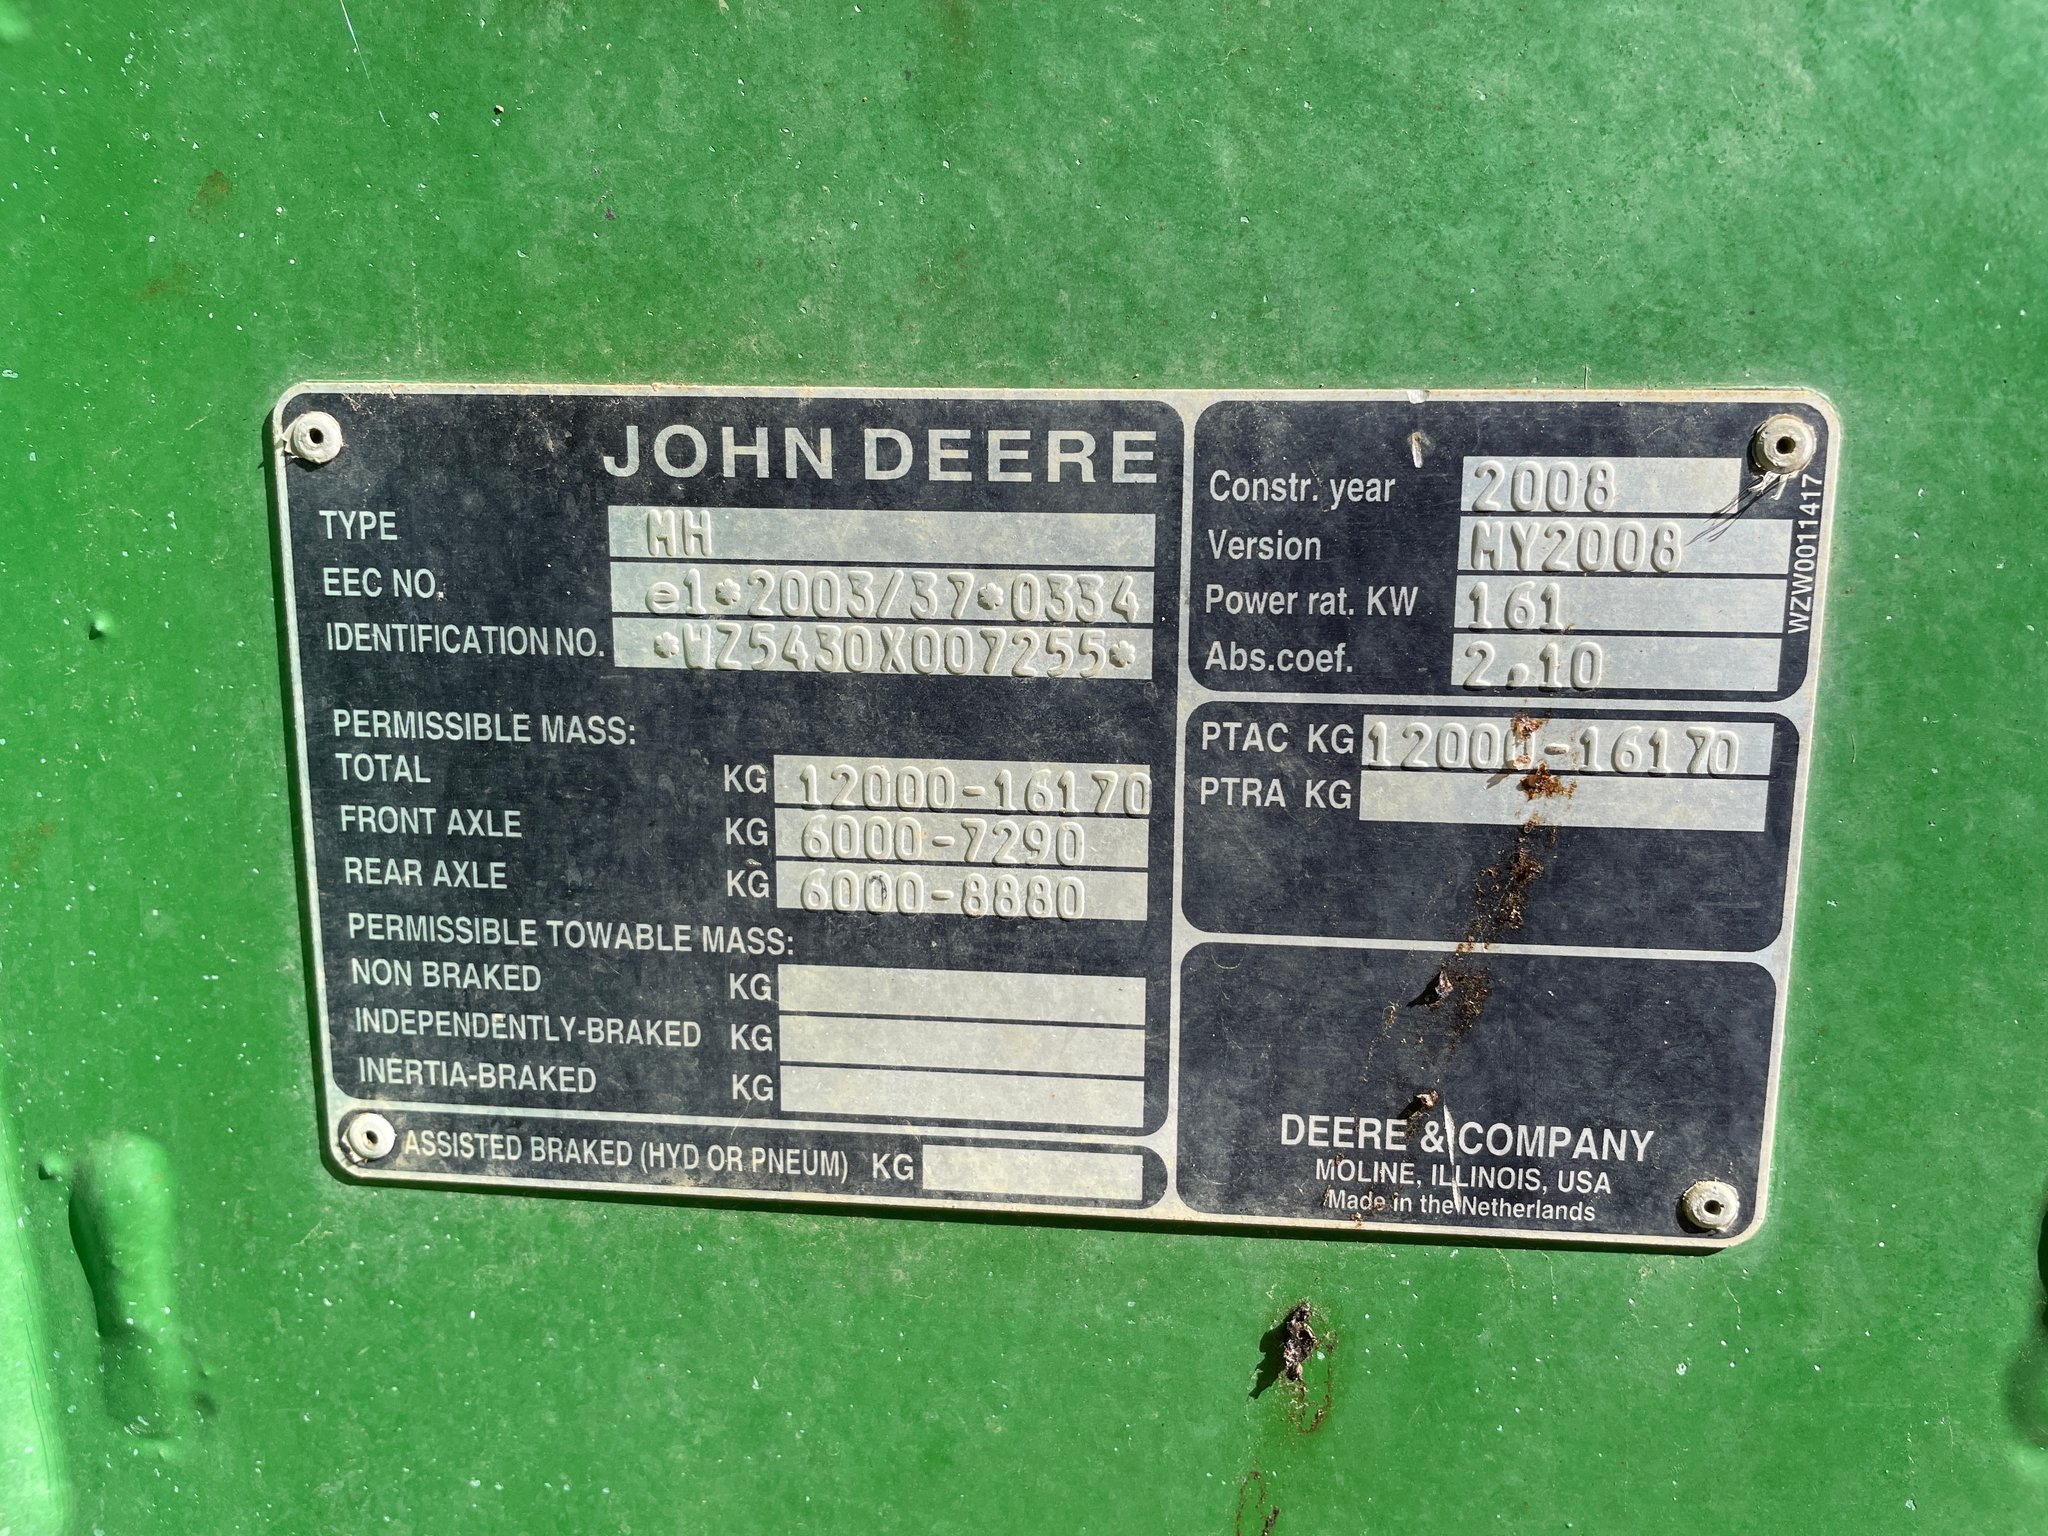 JOHN DEERE
TYPE MH
EEC NO. e1*2003/37*0334
IDENTIFICATION NO. *WZ5430X007255*
PERMISSIBLE MASS:
TOTAL KG 12000-16170
FRONT AXLE KG 6000-7290
REAR AXLE KG 6000-8880
PERMISSIBLE TOWABLE MASS:
NON BRAKED KG
INDEPENDENTLY-BRAKED KG
INERTIA-BRAKED KG
ASSISTED BRAKED (HYD OR PNEUM) KG
Constr. year 2008
Version MY2008
Power rat. KW 161
Abs.coef. 2.10
WZW0011417
PTAC KG 12000-16170
PTRA KG
DEERE & COMPANY
MOLINE, ILLINOIS, USA
Made in the Netherlands